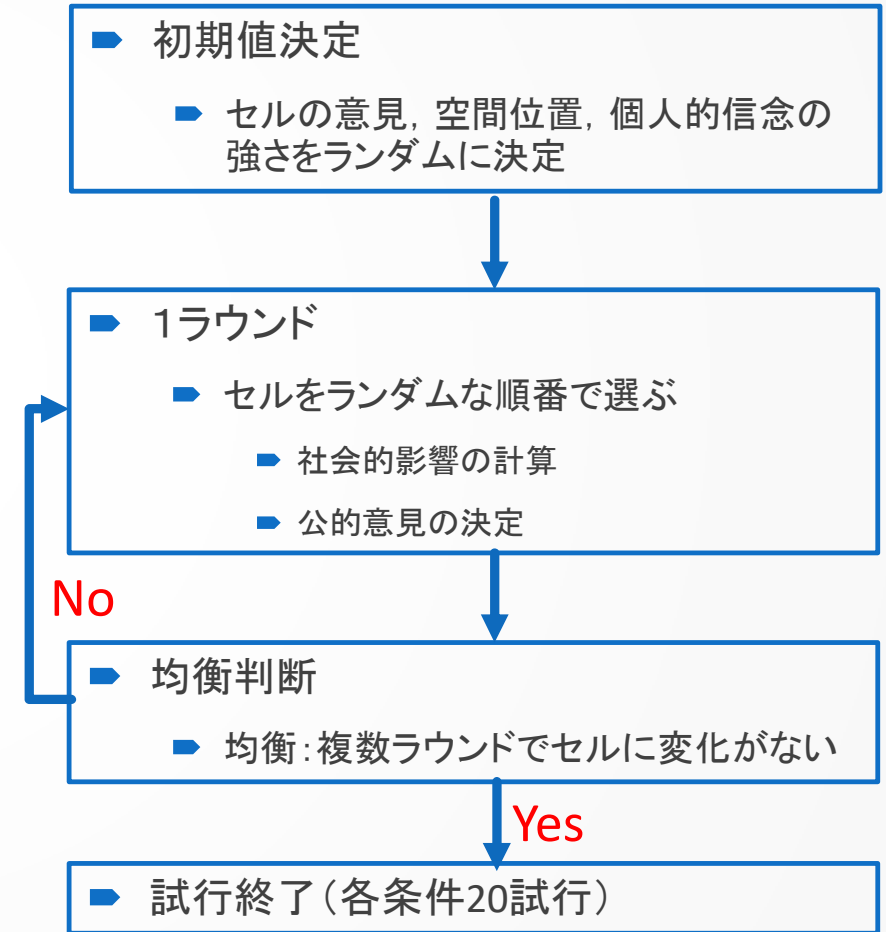 初期値決定
セルの意見，空間位置，個人的信念の
強さをランダムに決定
１ラウンド
セルをランダムな順番で選ぶ
社会的影響の計算
公的意見の決定
No
均衡判断
均衡：複数ラウンドでセルに変化がない
Yes
試行終了（各条件20試行）